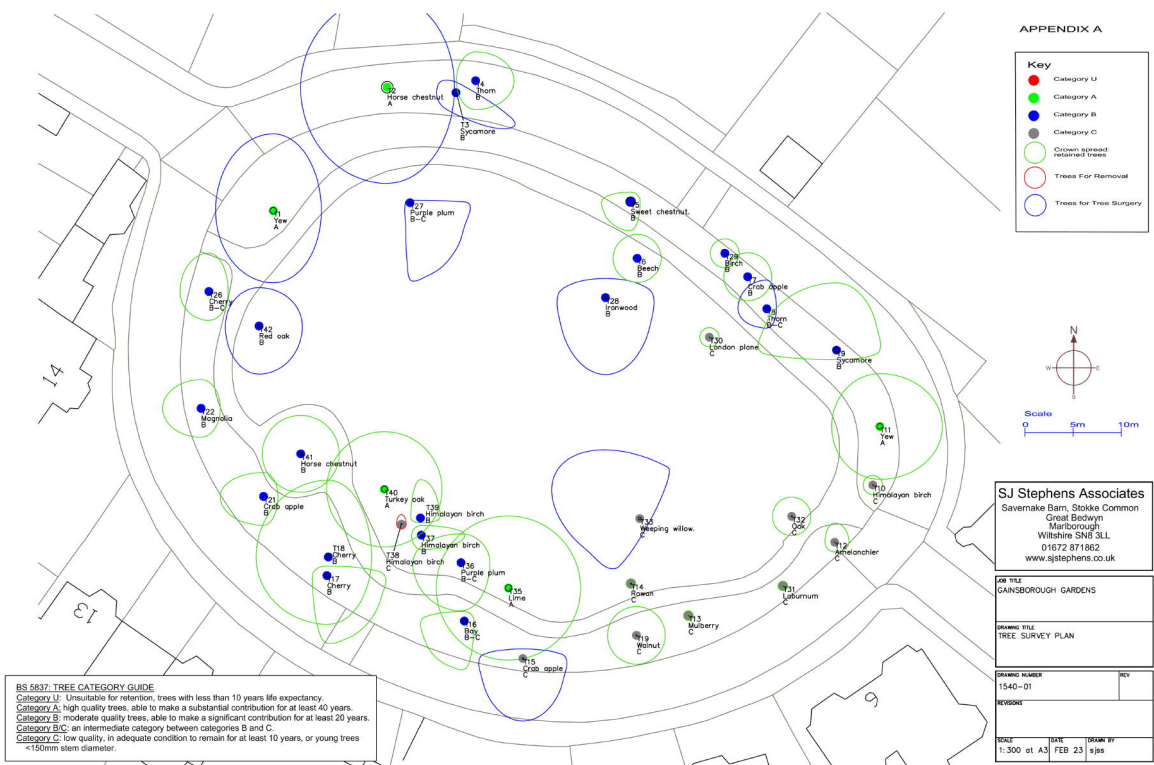 APPENDIX A
Key
Category U
Category A
Category B
Category C
Crown spread:
retained trees
Trees For Removal
Trees for Tree Surgery
T2
Horse chestnut
A
T4
Thorn
B
T3
Sycamore
B
T1
Yew
A
T27
Purple plum
B-C
T5
Sweet chestnut.
B
T6
Beech
B
T29
Birch
B
T7
Crab apple
B
T8
Thorn
B-C
T26
Cherry
B-C
T42
Red oak
B
T28
Ironwood
B
T30
London plane
C
T9
Sycamore
B
N
W
E
S
Scale
0
5m
10m
14
T22
Magnolia
B
T41
Horse chestnut
B
T11
Yew
A
T40
Turkey oak
A
T21
Crab apple
B
T39
Himalayan birch
B
T10
Himalayan birch
C
T33
Weeping willow.
C
T32
Oak
C
T12
Amelanchier
C
T37
Himalayan birch
B
T38
Himalayan birch
C
T18
Cherry
B
T17
Cherry
B
T36
Purple plum
B-C
T35
Lime
A
T14
Rowan
C
T31
Laburnum
C
T13
Mulberry
C
T16
Bay
B-C
T19
Walnut
C
T15
Crab apple
C
13
9
SJ Stephens Associates
Savernake Barn, Stokke Common
Great Bedwyn
Marlborough
Wiltshire SN8 3LL
01672 871862
www.sjstephens.co.uk
JOB TITLE
GAINSBOROUGH GARDENS
DRAWING TITLE
TREE SURVEY PLAN
DRAWING NUMBER
REV
1540-01
REVISIONS
SCALE
DATE
DRAWN BY
1:300 at A3
FEB 23
sjss
BS 5837: TREE CATEGORY GUIDE
Category U: Unsuitable for retention, trees with less than 10 years life expectancy.
Category A: high quality trees, able to make a substantial contribution for at least 40 years.
Category B: moderate quality trees, able to make a significant contribution for at least 20 years.
Category B/C: an intermediate category between categories B and C.
Category C: low quality, in adequate condition to remain for at least 10 years, or young trees
<150mm stem diameter.